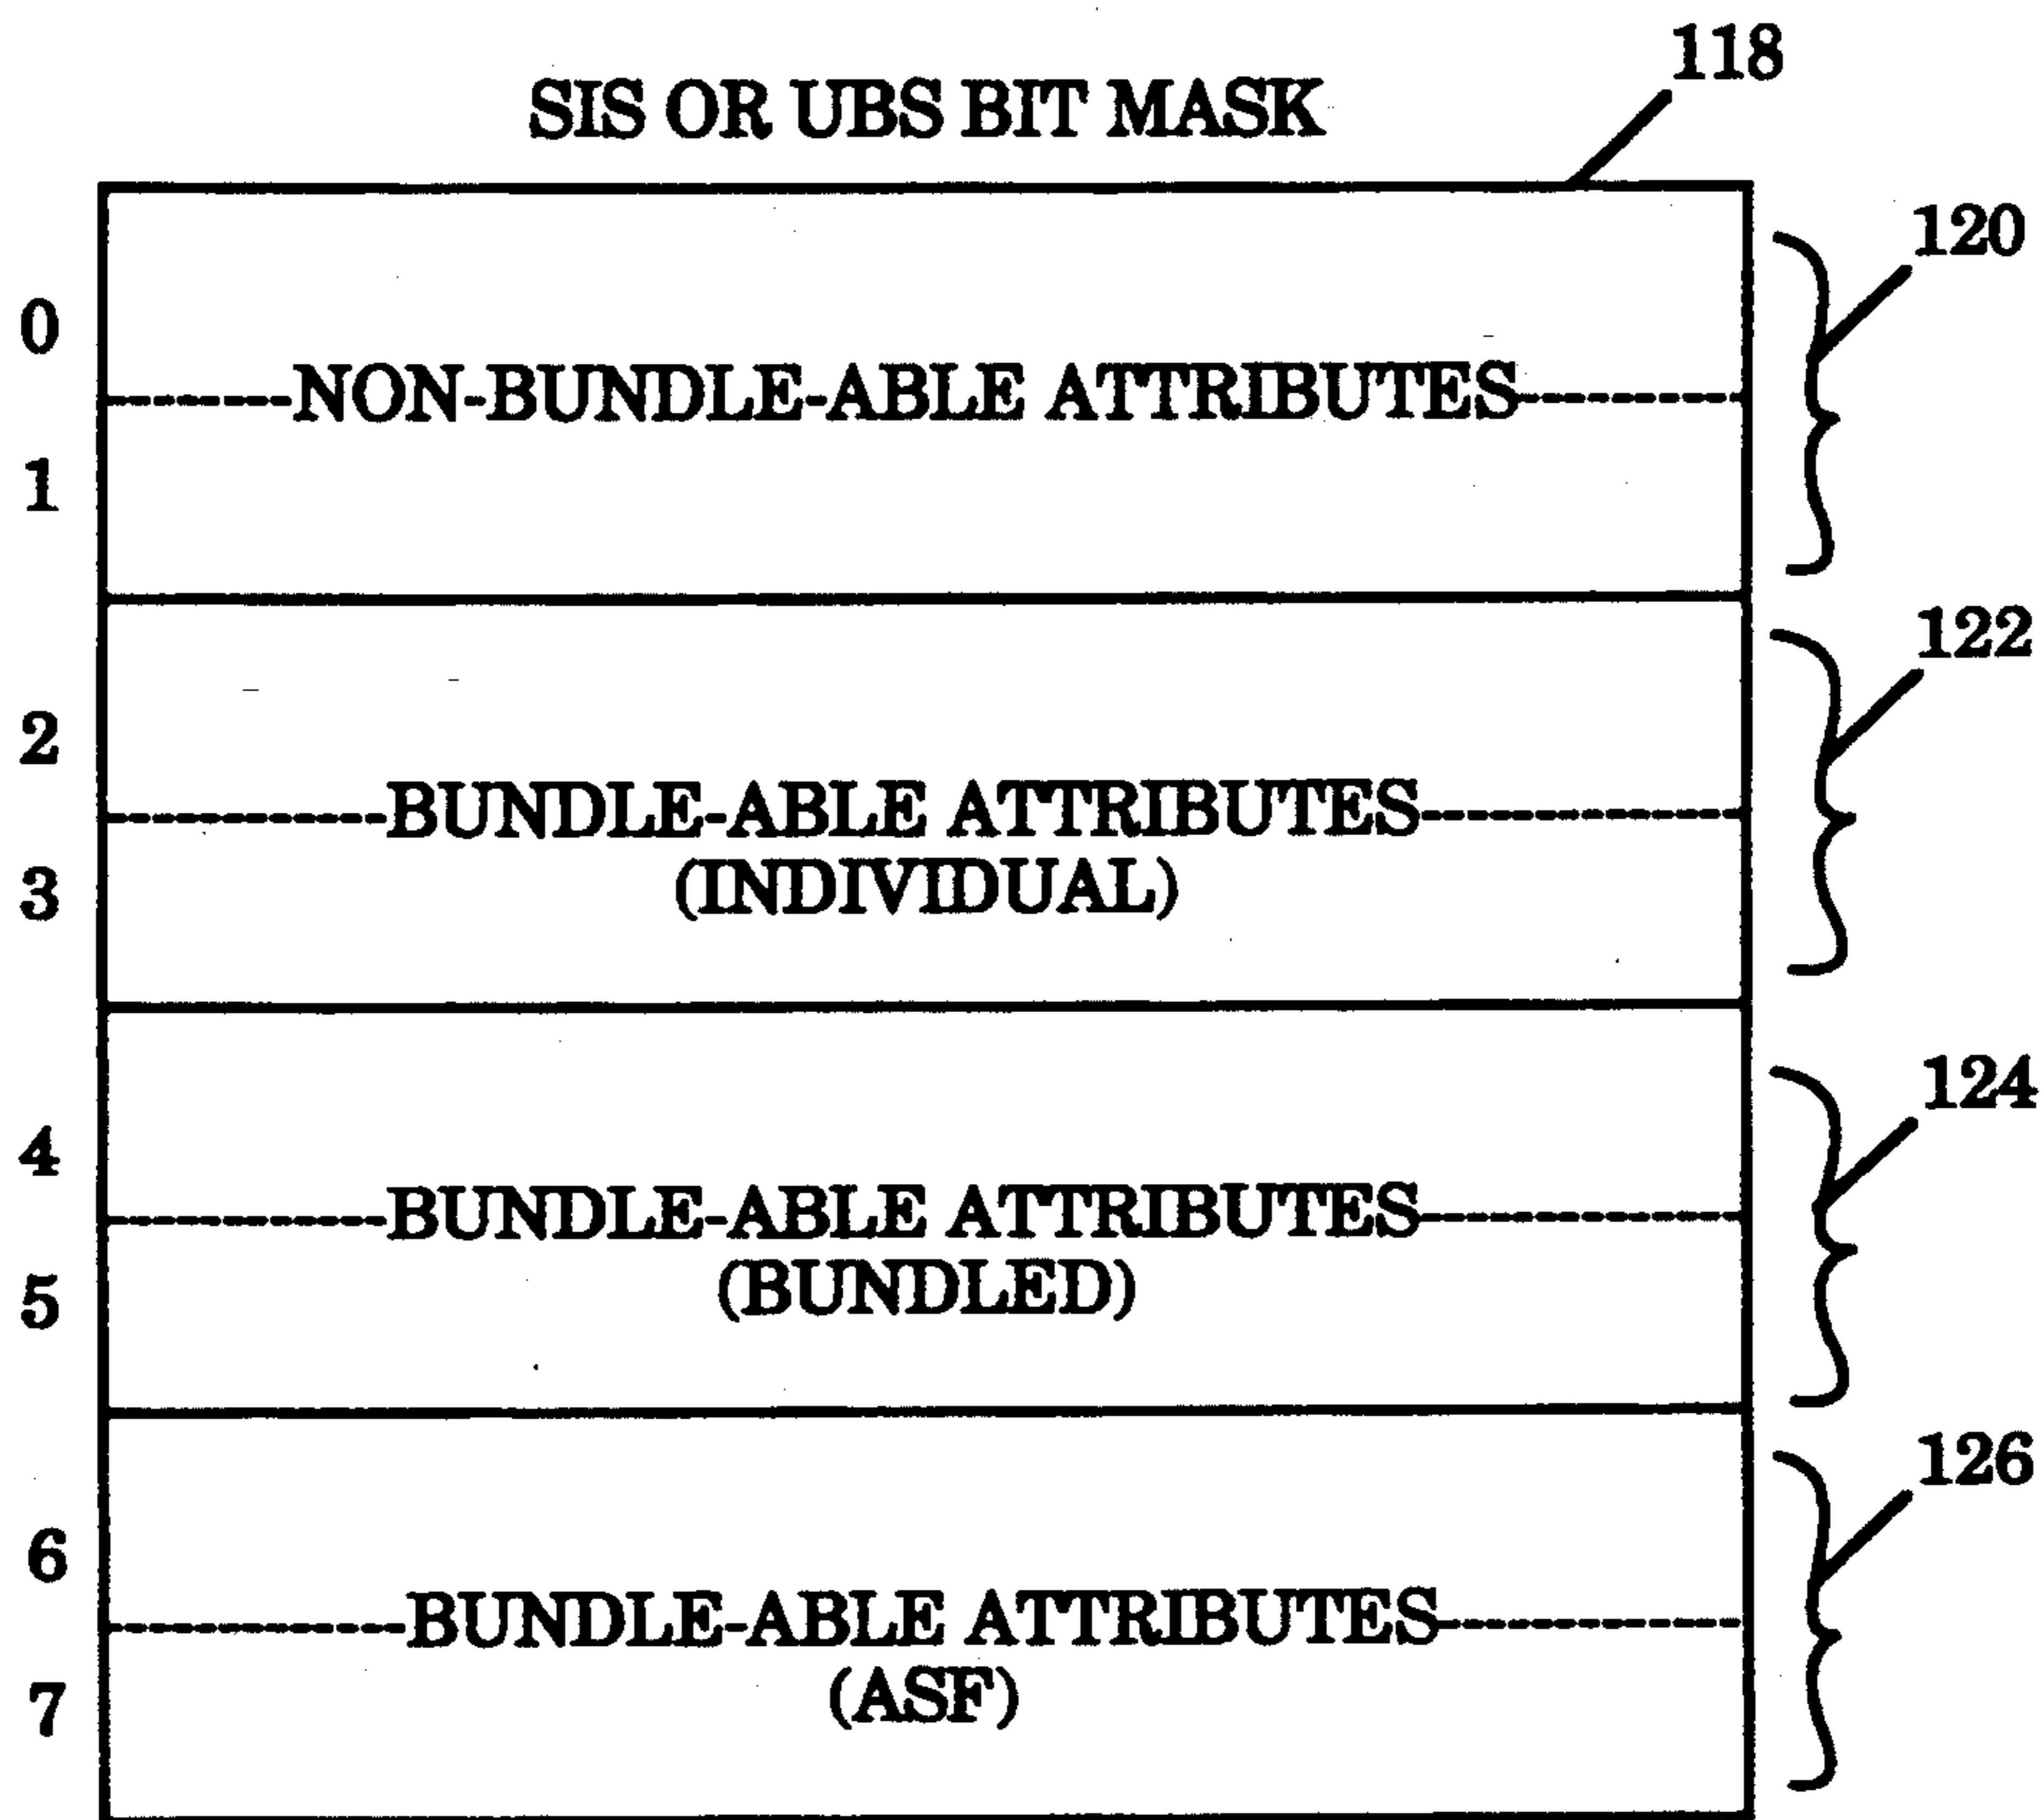 118
SIS OR UBS BIT MASK
120
0
NON-BUNDLE-ABLE ATTRIBUTES
1
122
2
BUNDLE-ABLE ATTRIBUTES
3
(INDIVIDUAL)
124
4
BUNDLE-ABLE ATTRIBUTES
5
(BUNDLED)
126
6
BUNDLE-ABLE ATTRIBUTES
7
(ASF)